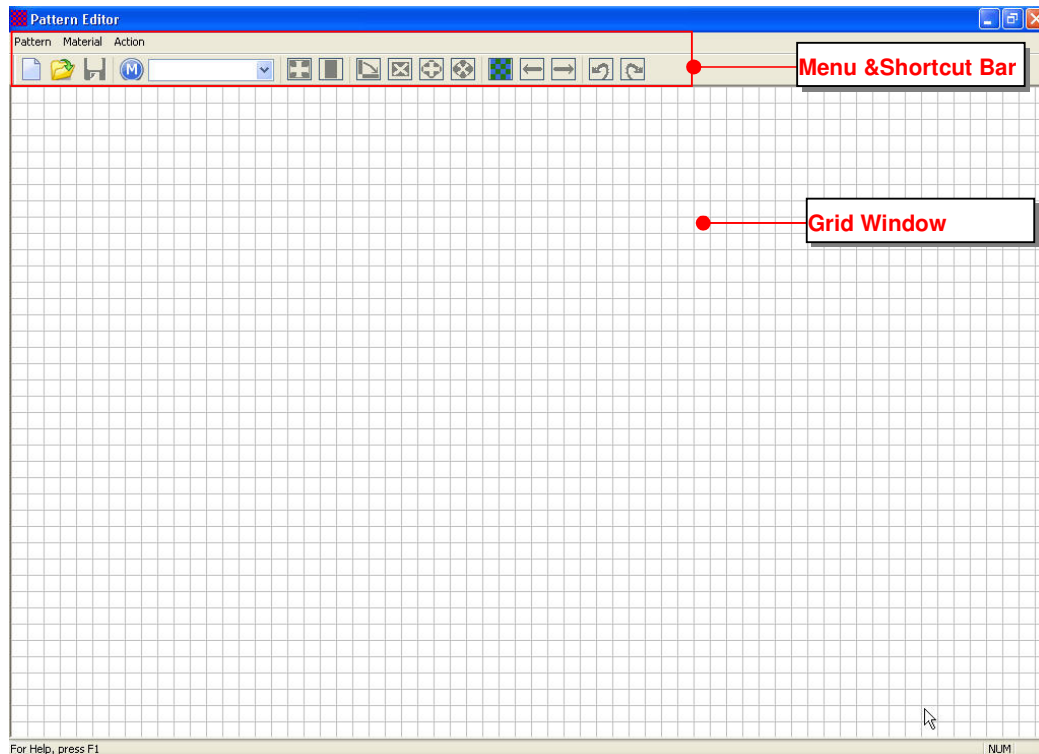 Pattern Editor
Pattern Material Action
M
Menu &Shortcut Bar
Grid Window
For Help, press F1
NUM